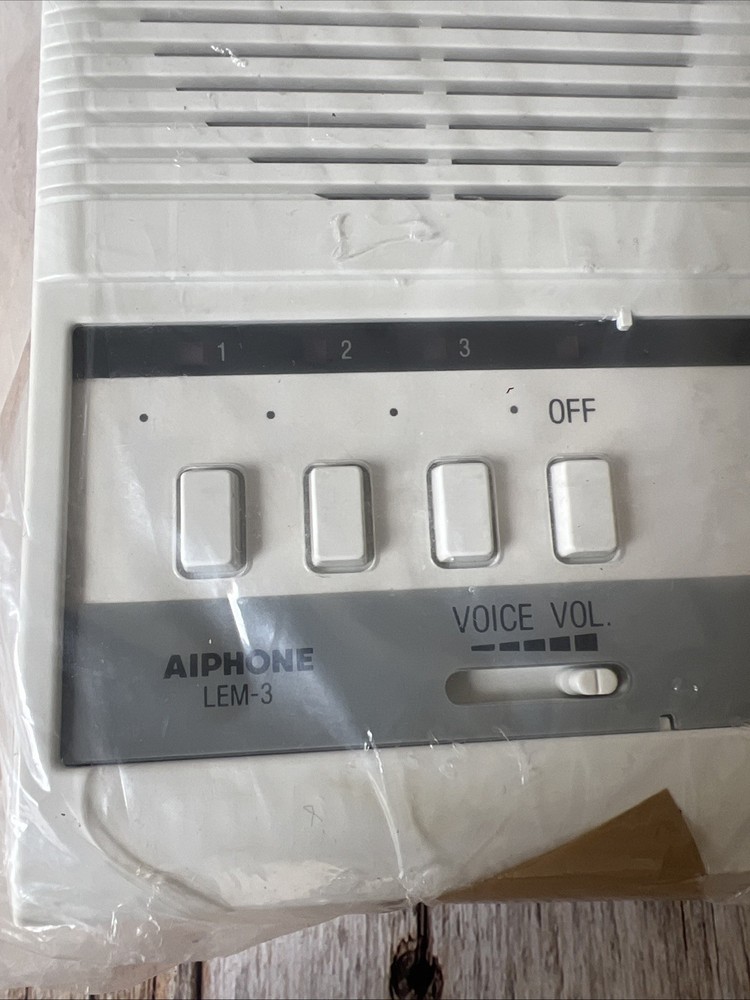 1 2 3
OFF
VOICE VOL.
AIPHONE
LEM-3